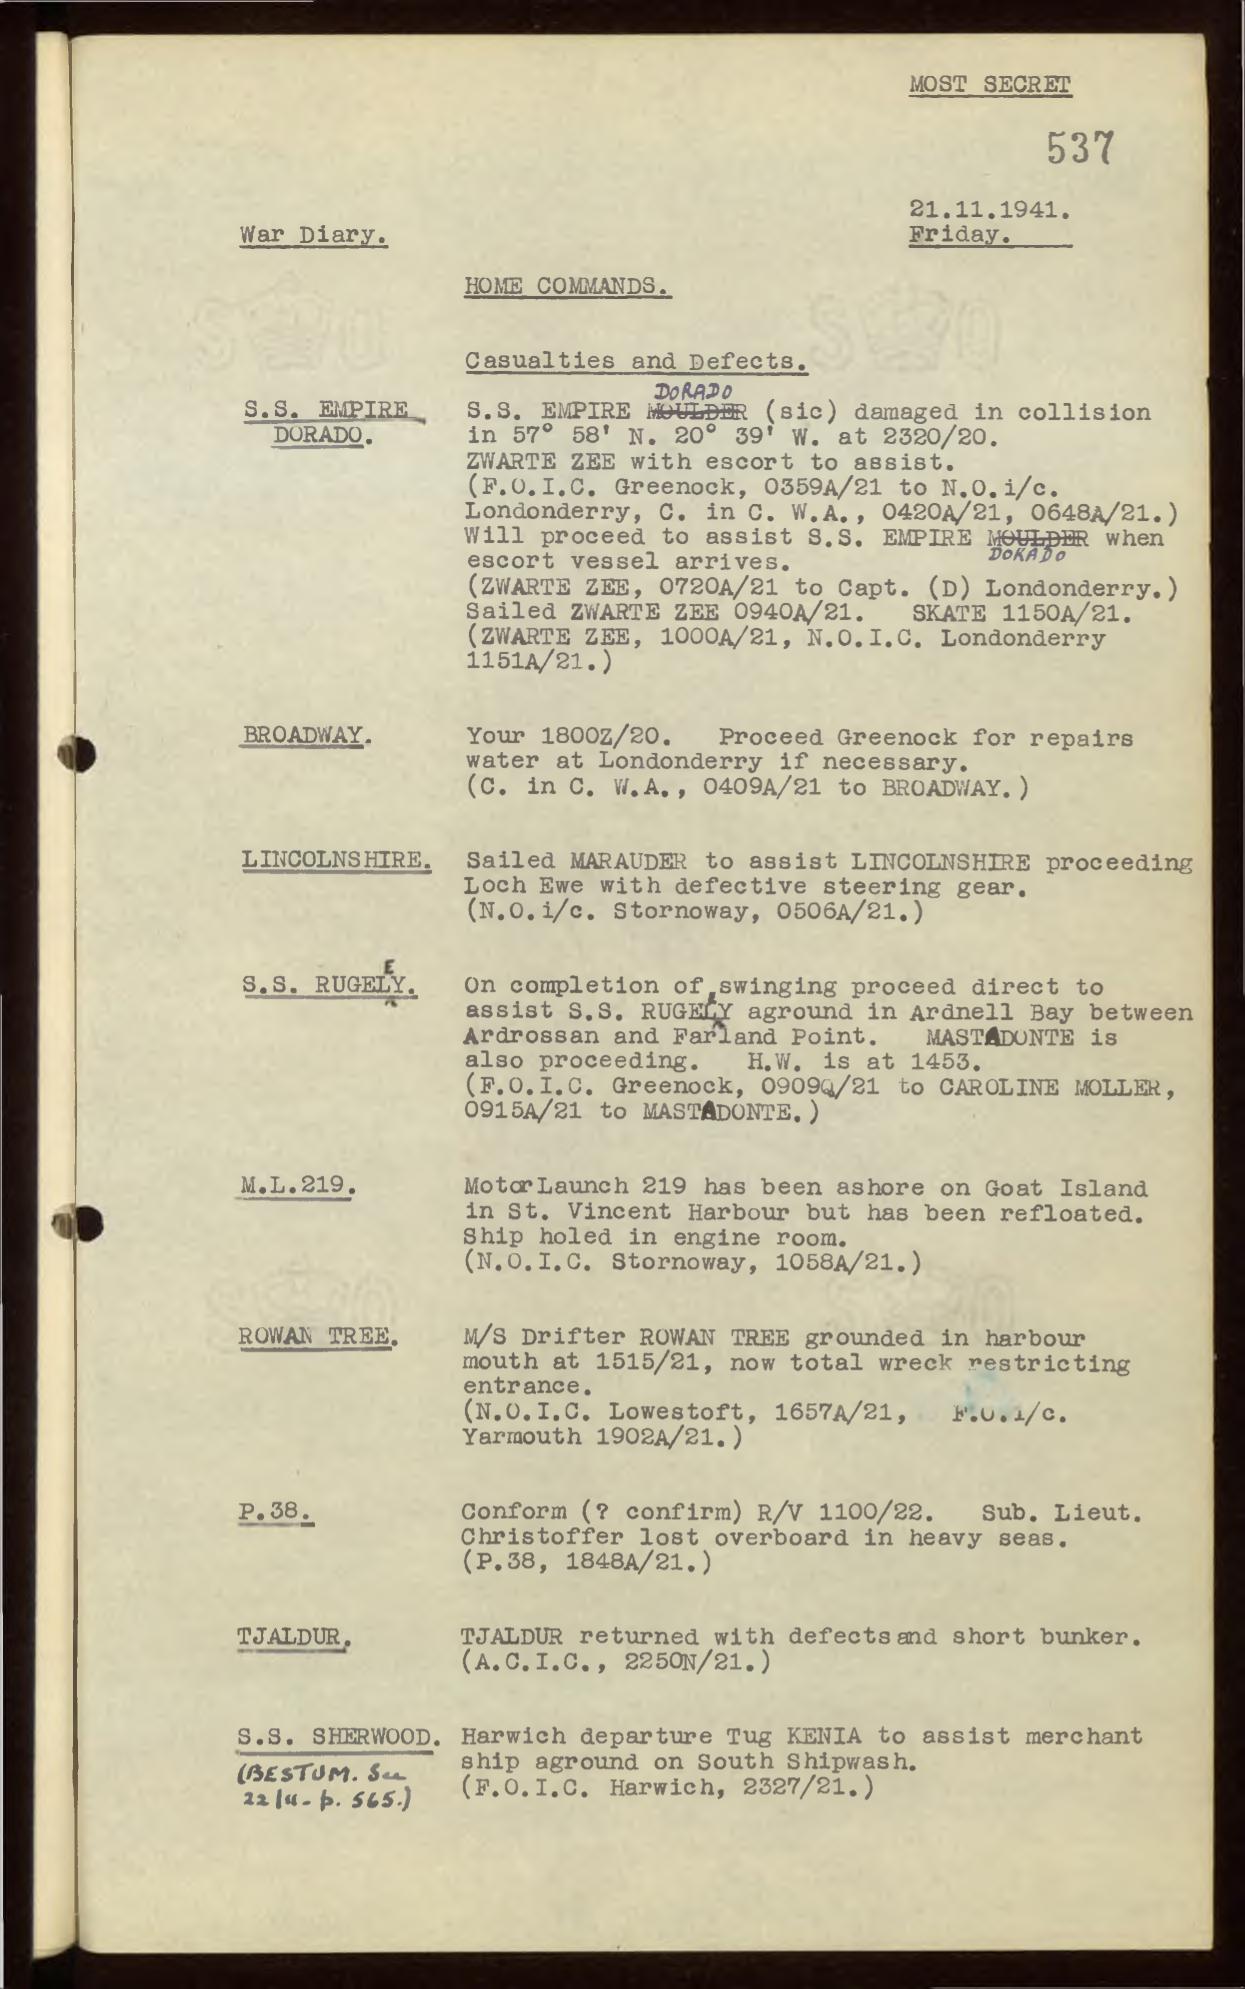 MOST SECRET
537
21.11.1941.
War Diary.
Friday.
HOME COMMANDS.
Casualties and Defects.
DORADO
S.S. EMPIRE DORADO.
S.S. EMPIRE MOULDER (sic) damaged in collision
in 57° 58' N. 20° 39' W. at 2320/20.
ZWARTE ZEE with escort to assist.
(F.O.I.C. Greenock, 0359A/21 to N.O.i/c.
Londonderry, C. in C. W.A., 0420A/21, 0648A/21.)
Will proceed to assist S.S. EMPIRE MOULDER when
DORADO
escort vessel arrives.
(ZWARTE ZEE, 0720A/21 to Capt. (D) Londonderry.)
Sailed ZWARTE ZEE 0940A/21. SKATE 1150A/21.
(ZWARTE ZEE, 1000A/21, N.O.I.C. Londonderry
1151A/21.)
BROADWAY.
Your 1800Z/20. Proceed Greenock for repairs
water at Londonderry if necessary.
(C. in C. W.A., 0409A/21 to BROADWAY.)
LINCOLNSHIRE.
Sailed MARAUDER to assist LINCOLNSHIRE proceeding
Loch Ewe with defective steering gear.
(N.O.i/c. Stornoway, 0506A/21.)
S.S. RUGELEY.
On completion of swinging proceed direct to
assist S.S. RUGELEY aground in Ardnell Bay between
Ardrossan and Farland Point. MASTADONTE is
also proceeding. H.W. is at 1453.
(F.O.I.C. Greenock, 0909Q/21 to CAROLINE MOLLER,
0915A/21 to MASTADONTE.)
M.L.219.
Motor Launch 219 has been ashore on Goat Island
in St. Vincent Harbour but has been refloated.
Ship holed in engine room.
(N.O.I.C. Stornoway, 1058A/21.)
ROWAN TREE.
M/S Drifter ROWAN TREE grounded in harbour
mouth at 1515/21, now total wreck restricting
entrance.
(N.O.I.C. Lowestoft, 1657A/21, F.O.i/c.
Yarmouth 1902A/21.)
P.38.
Conform (? confirm) R/V 1100/22. Sub. Lieut.
Christoffer lost overboard in heavy seas.
(P.38, 1848A/21.)
TJALDUR.
TJALDUR returned with defects and short bunker.
(A.C.I.C., 2250N/21.)
S.S. SHERWOOD.
(BESTUM. See
22/11 - p. 565.)
Harwich departure Tug KENIA to assist merchant
ship aground on South Shipwash.
(F.O.I.C. Harwich, 2327/21.)